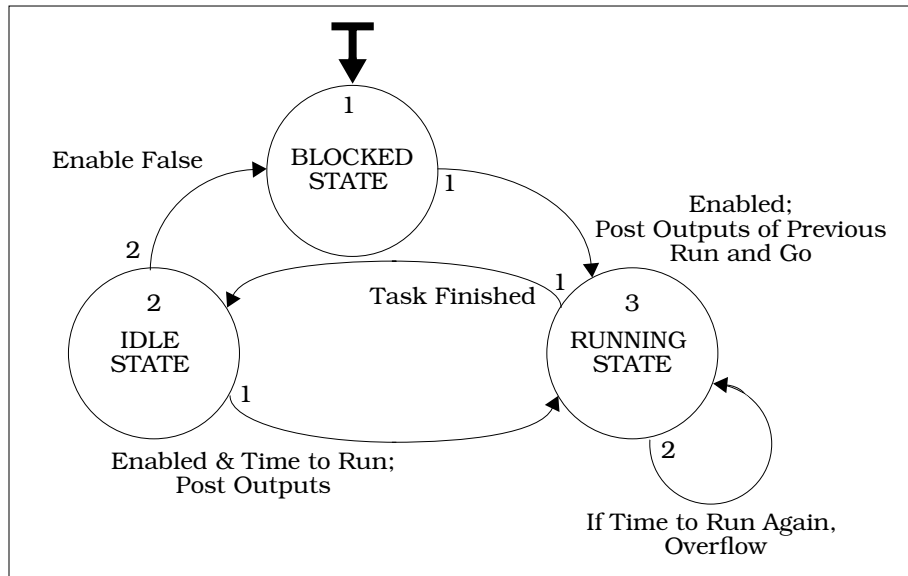 1
BLOCKED
STATE
Enable False
1
Enabled;
Post Outputs of Previous
Run and Go
2
1
Task Finished
2
IDLE
STATE
3
RUNNING
STATE
1
2
Enabled & Time to Run;
Post Outputs
If Time to Run Again,
Overflow